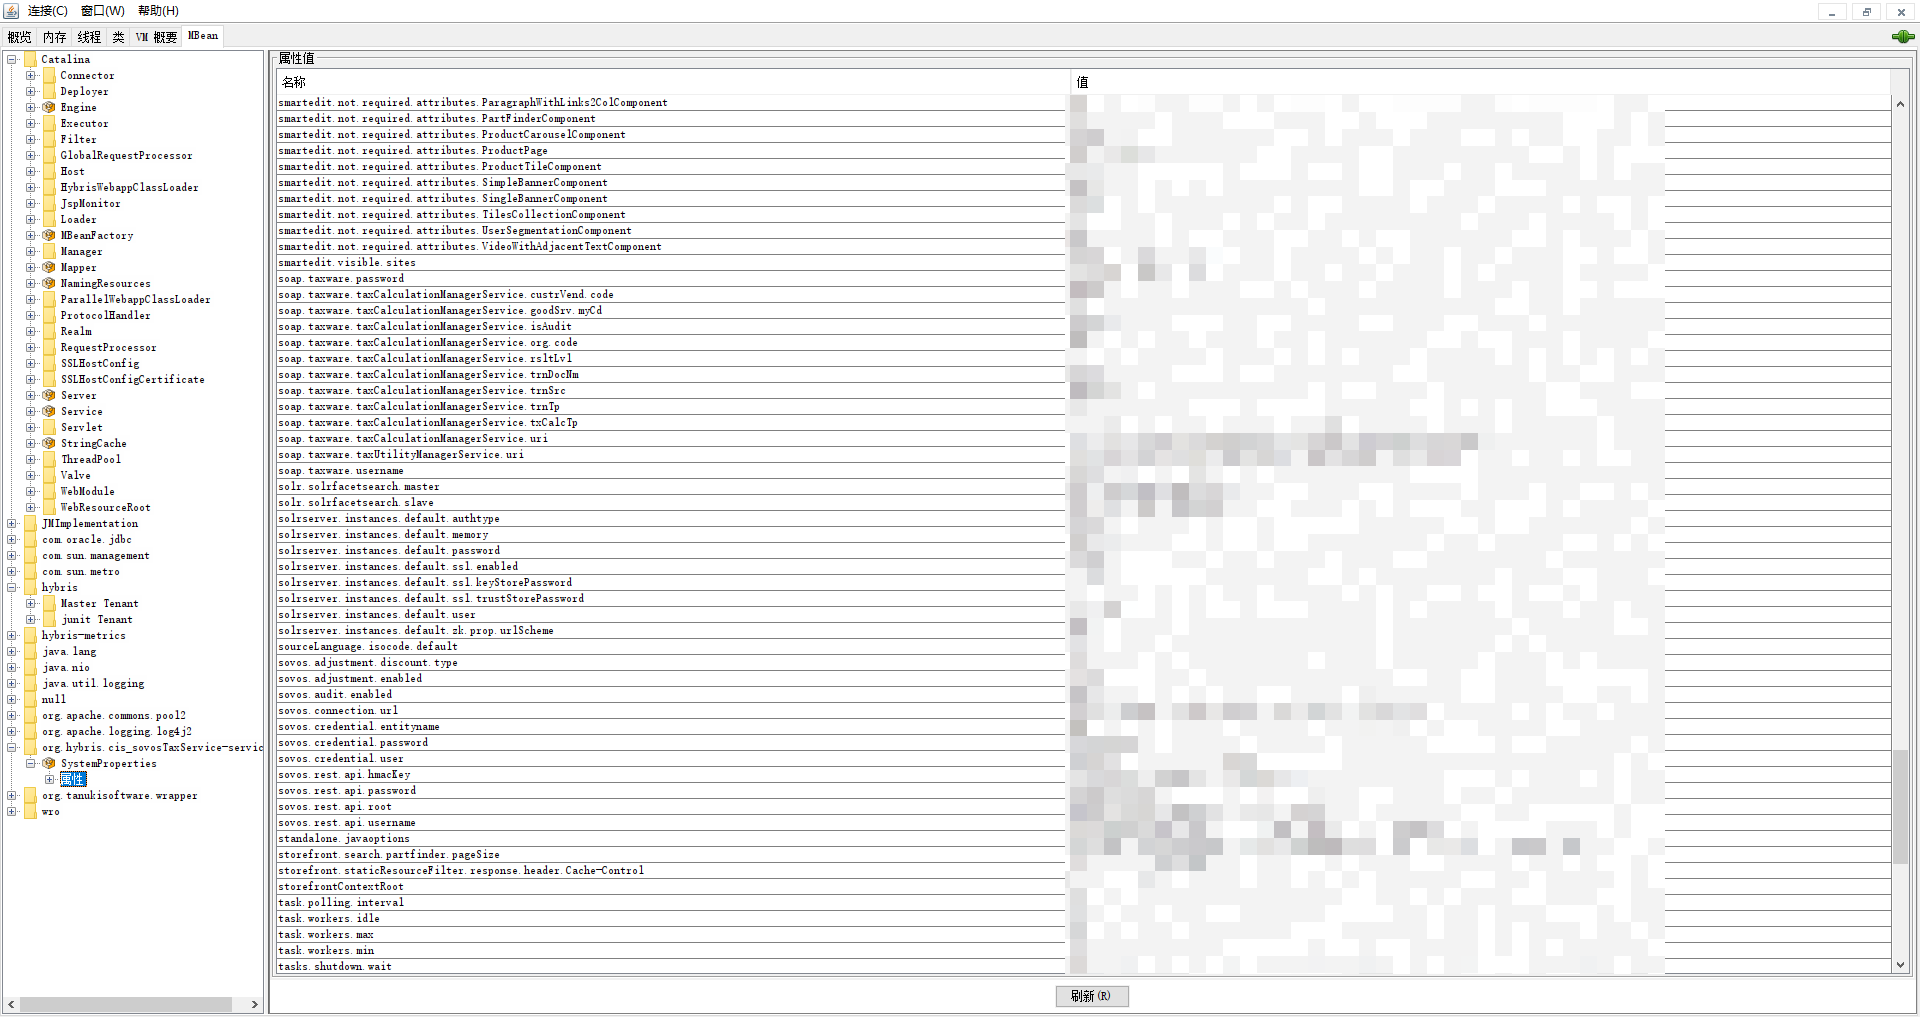 连接(C) 窗口(W) 帮助(H)
概览 内存 线程 类 VM 概要 MBean
Catalina
Connector
Deployer
Engine
Executor
Filter
GlobalRequestProcessor
Host
HybrisWebappClassLoader
JspMonitor
Loader
MBeanFactory
Manager
Mapper
NamingResources
ParallelWebappClassLoader
ProtocolHandler
Realm
RequestProcessor
SSLHostConfig
SSLHostConfigCertificate
Server
Service
Servlet
StringCache
ThreadPool
Valve
WebModule
WebResourceRoot
JMImplementation
com.oracle.jdbc
com.sun.management
com.sun.metro
hybris
Master Tenant
junit Tenant
hybris-metrics
java.lang
java.nio
java.util.logging
null
org.apache.commons.pool2
org.apache.logging.log4j2
org.hybris.cis_sovosTaxService-servic
SystemProperties
属性
org.tanukisoftware.wrapper
wro
属性值
名称 值
smartedit.not.required.attributes.ParagraphWithLinks2ColComponent
smartedit.not.required.attributes.PartFinderComponent
smartedit.not.required.attributes.ProductCarouselComponent
smartedit.not.required.attributes.ProductPage
smartedit.not.required.attributes.ProductTileComponent
smartedit.not.required.attributes.SimpleBannerComponent
smartedit.not.required.attributes.SingleBannerComponent
smartedit.not.required.attributes.TilesCollectionComponent
smartedit.not.required.attributes.UserSegmentationComponent
smartedit.not.required.attributes.VideoWithAdjacentTextComponent
smartedit.visible.sites
soap.taxware.password
soap.taxware.taxCalculationManagerService.custrVend.code
soap.taxware.taxCalculationManagerService.goodSrv.myCd
soap.taxware.taxCalculationManagerService.isAudit
soap.taxware.taxCalculationManagerService.org.code
soap.taxware.taxCalculationManagerService.rsltLvl
soap.taxware.taxCalculationManagerService.trnDocNm
soap.taxware.taxCalculationManagerService.trnSrc
soap.taxware.taxCalculationManagerService.trnTp
soap.taxware.taxCalculationManagerService.txCalcTp
soap.taxware.taxCalculationManagerService.uri
soap.taxware.taxUtilityManagerService.uri
soap.taxware.username
solr.solrfacetsearch.master
solr.solrfacetsearch.slave
solrserver.instances.default.authtype
solrserver.instances.default.memory
solrserver.instances.default.password
solrserver.instances.default.ssl.enabled
solrserver.instances.default.ssl.keyStorePassword
solrserver.instances.default.ssl.trustStorePassword
solrserver.instances.default.user
solrserver.instances.default.zk.prop.urlScheme
sourceLanguage.isocode.default
sovos.adjustment.discount.type
sovos.adjustment.enabled
sovos.audit.enabled
sovos.connection.url
sovos.credential.entityname
sovos.credential.password
sovos.credential.user
sovos.rest.api.hmacKey
sovos.rest.api.password
sovos.rest.api.root
sovos.rest.api.username
standalone.javaoptions
storefront.search.partfinder.pageSize
storefront.staticResourceFilter.response.header.Cache-Control
storefrontContextRoot
task.polling.interval
task.workers.idle
task.workers.max
task.workers.min
tasks.shutdown.wait
刷新(R)